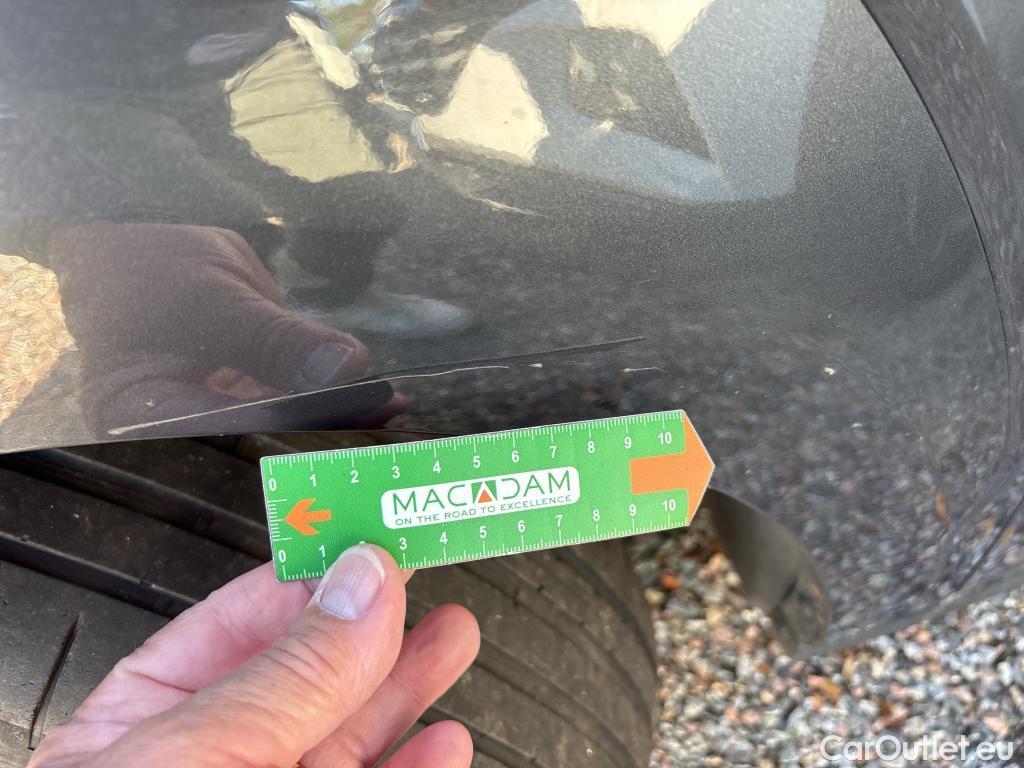 0 1 2 3 4 5 6 7 8 9 10
MACADAM
ON THE ROAD TO EXCELLENCE
0 1 2 3 4 5 6 7 8 9 10
CarOutlet.eu